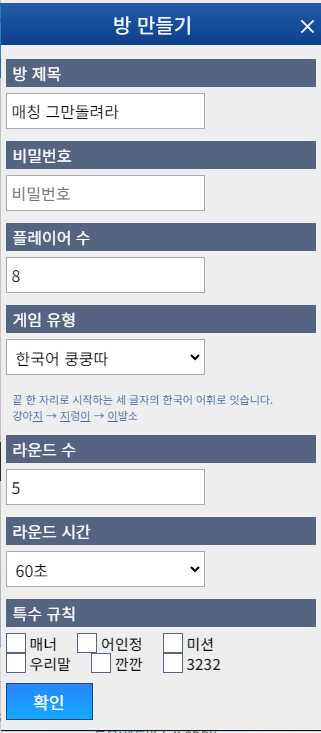 방 만들기 ×
방 제목
매칭 그만돌려라
비밀번호
비밀번호
플레이어 수
8
게임 유형
한국어 쿵쿵따
끝 한 자리로 시작하는 세 글자의 한국어 어휘로 잇습니다.
강아지 → 지렁이 → 이발소
라운드 수
5
라운드 시간
60초
특수 규칙
매너 어인정 미션
우리말 깐깐 3232
확인